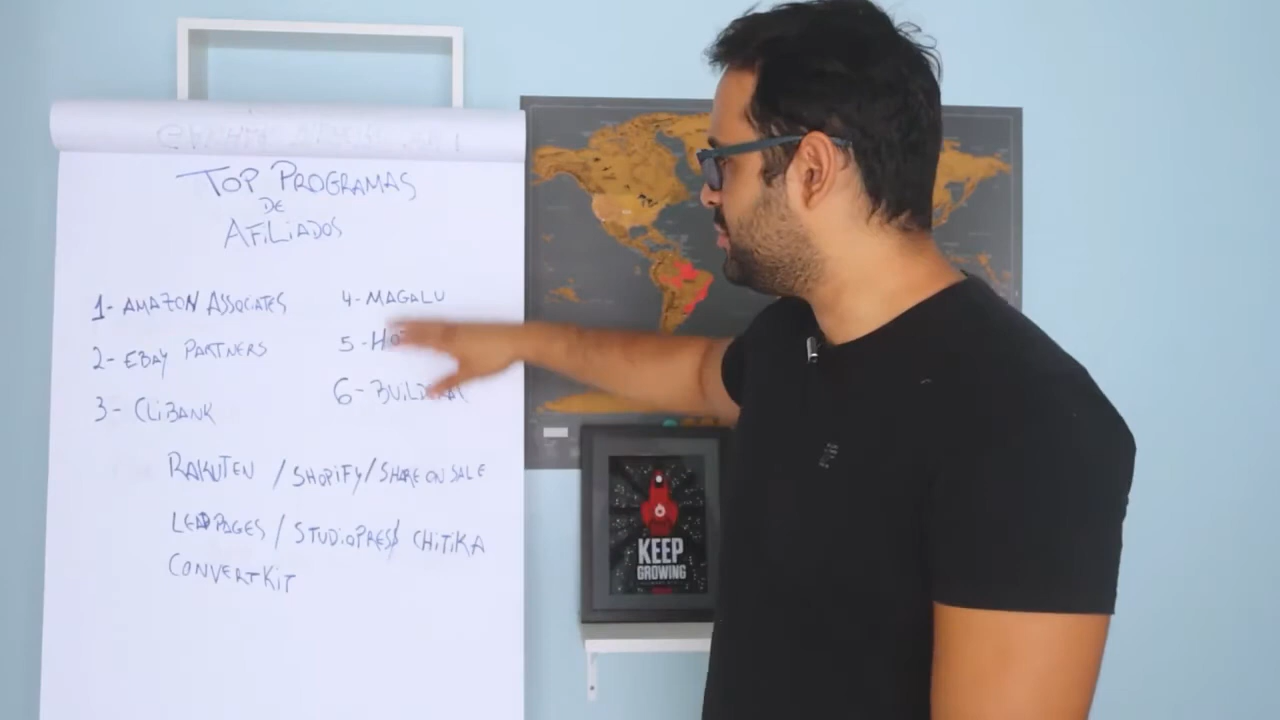 TOP PROGRAMAS
DE
AFILIADOS
1- AMAZON ASSOCIATES
2- EBAY PARTNERS
3- CLIBANK
4- MAGALU
5-
6-
RAKUTEN / SHOPIFY / SHARE ON SALE
LEADPAGES / STUDIOPRESS CHITIKA
CONVERTKIT
KEEP
GROWING